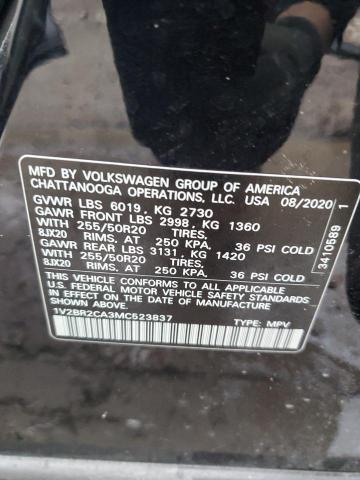 MFD BY VOLKSWAGEN GROUP OF AMERICA
CHATTANOOGA OPERATIONS, LLC. USA 08/2020
GVWR LBS 6019, KG 2730
GAWR FRONT LBS 2998, KG 1360
WITH 255/50R20 TIRES,
8JX20 RIMS, AT 250 KPA, 36 PSI COLD
GAWR REAR LBS 3131, KG 1420
WITH 255/50R20 TIRES,
8JX20 RIMS, AT 250 KPA, 36 PSI COLD
THIS VEHICLE CONFORMS TO ALL APPLICABLE
U.S. FEDERAL MOTOR VEHICLE SAFETY STANDARDS
IN EFFECT ON THE DATE OF MANUFACTURE
SHOWN ABOVE
1V2BR2CA3MC523837 TYPE: MPV
3410589 1